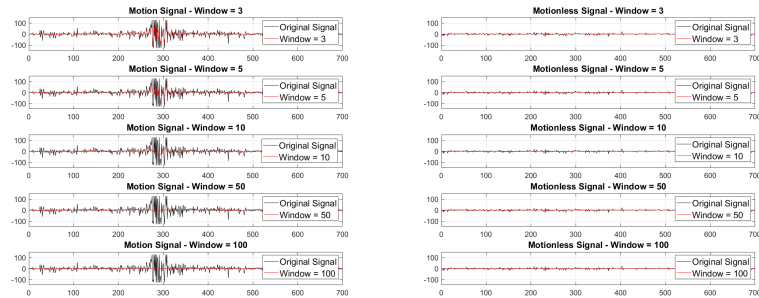 Motion Signal - Window = 3
100
0
-100
Original Signal
Window = 3
0 100 200 300 400 500 600 700
Motion Signal - Window = 5
100
0
-100
Original Signal
Window = 5
0 100 200 300 400 500 600 700
Motion Signal - Window = 10
100
0
-100
Original Signal
Window = 10
0 100 200 300 400 500 600 700
Motion Signal - Window = 50
100
0
-100
Original Signal
Window = 50
0 100 200 300 400 500 600 700
Motion Signal - Window = 100
100
0
-100
Original Signal
Window = 100
0 100 200 300 400 500 600 700
Motionless Signal - Window = 3
100
0
-100
Original Signal
Window = 3
0 100 200 300 400 500 600 700
Motionless Signal - Window = 5
100
0
-100
Original Signal
Window = 5
0 100 200 300 400 500 600 700
Motionless Signal - Window = 10
100
0
-100
Original Signal
Window = 10
0 100 200 300 400 500 600 700
Motionless Signal - Window = 50
100
0
-100
Original Signal
Window = 50
0 100 200 300 400 500 600 700
Motionless Signal - Window = 100
100
0
-100
Original Signal
Window = 100
0 100 200 300 400 500 600 700